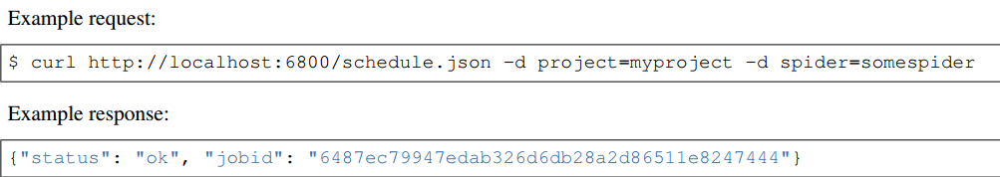 Example request:
$ curl http://localhost:6800/schedule.json -d project=myproject -d spider=somespider
Example response:
{"status": "ok", "jobid": "6487ec79947edab326d6db28a2d86511e8247444"}